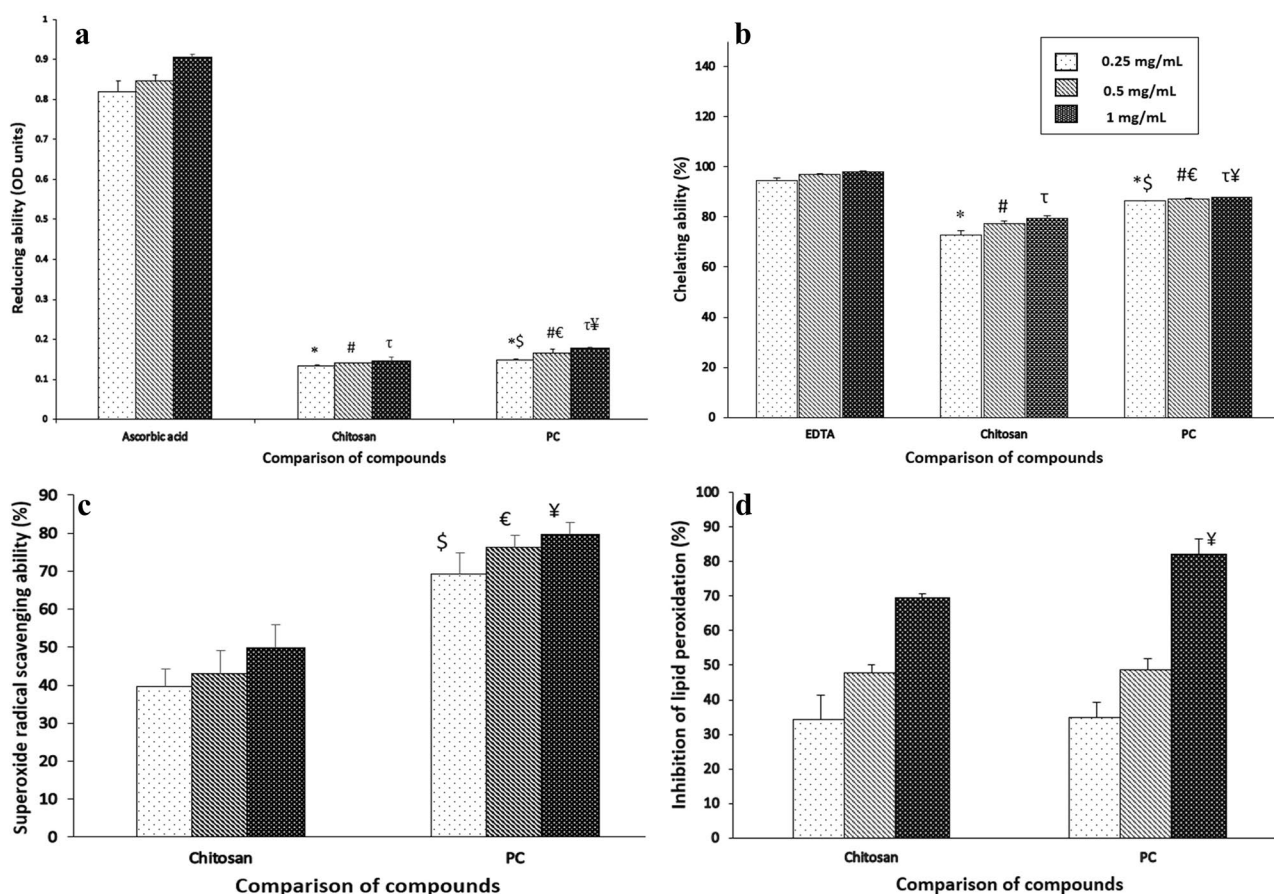 a
1
0.9
0.8
0.7
0.6
0.5
0.4
0.3
0.2
0.1
0
Reducing ability (OD units)
* # τ
*$ #€ τ¥
Ascorbic acid Chitosan PC
Comparison of compounds
b
0.25 mg/mL
0.5 mg/mL
1 mg/mL
140
120
100
80
60
40
20
0
Chelating ability (%)
* # τ
*$ #€ τ¥
EDTA Chitosan PC
Comparison of compounds
c
90
80
70
60
50
40
30
20
10
0
Superoxide radical scavenging ability (%)
$ € ¥
Chitosan PC
Comparison of compounds
d
100
90
80
70
60
50
40
30
20
10
0
Inhibition of lipid peroxidation (%)
¥
Chitosan PC
Comparison of compounds